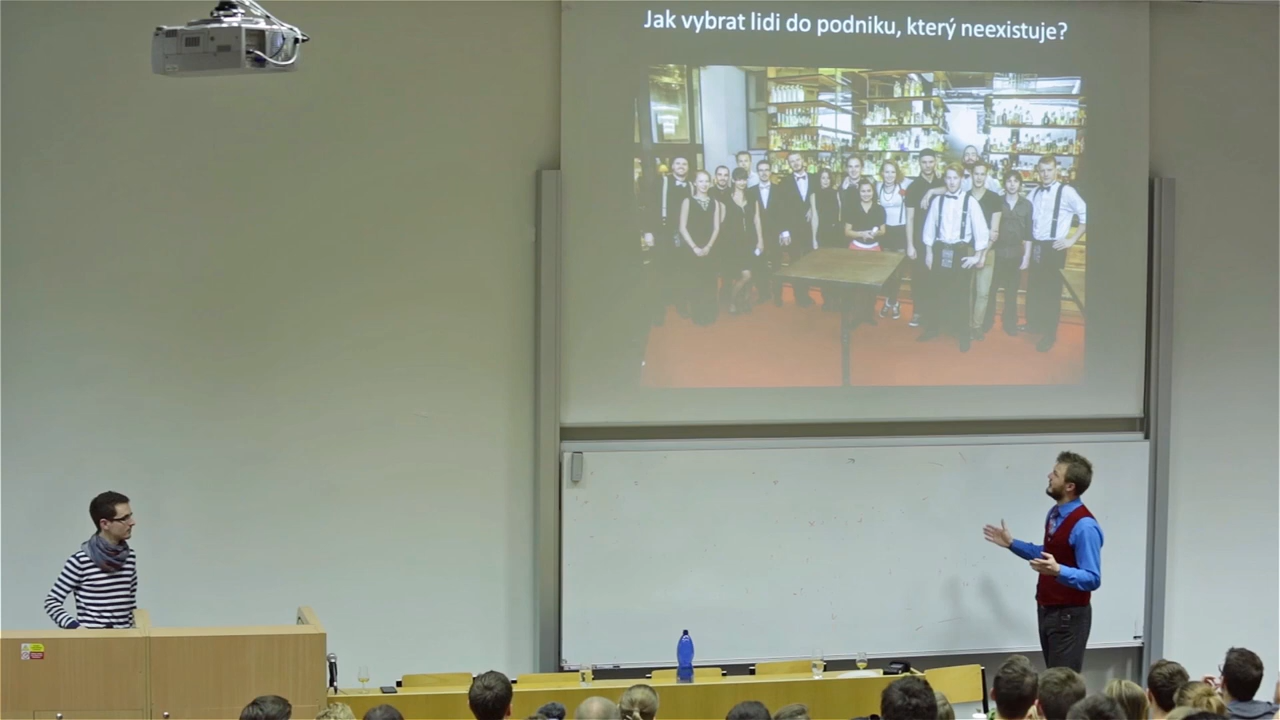 Jak vybrat lidi do podniku, který neexistuje?